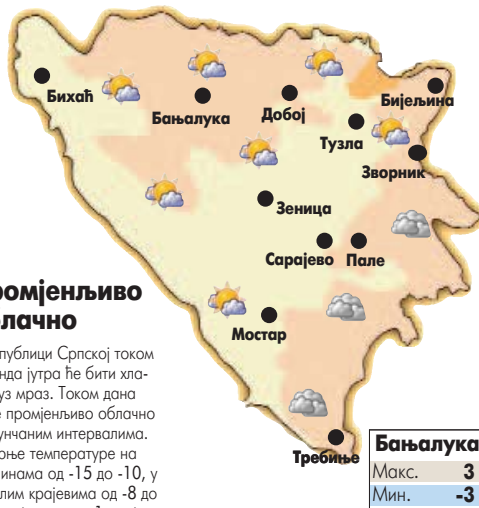 Бихаћ
Бањалука
Добој
Бијељина
Тузла
Зворник
Зеница
Сарајево
Пале
Мостар
Требиње
ромјенљиво
лачно
публици Српској током
нда јутра ће бити хла-
уз мраз. Током дана
е промјенљиво облачно
унчаним интервалима.
орње температуре на
инама од -15 до -10, у
лим крајевима од -8 до
Бањалука
Макс. 3
Мин. -3